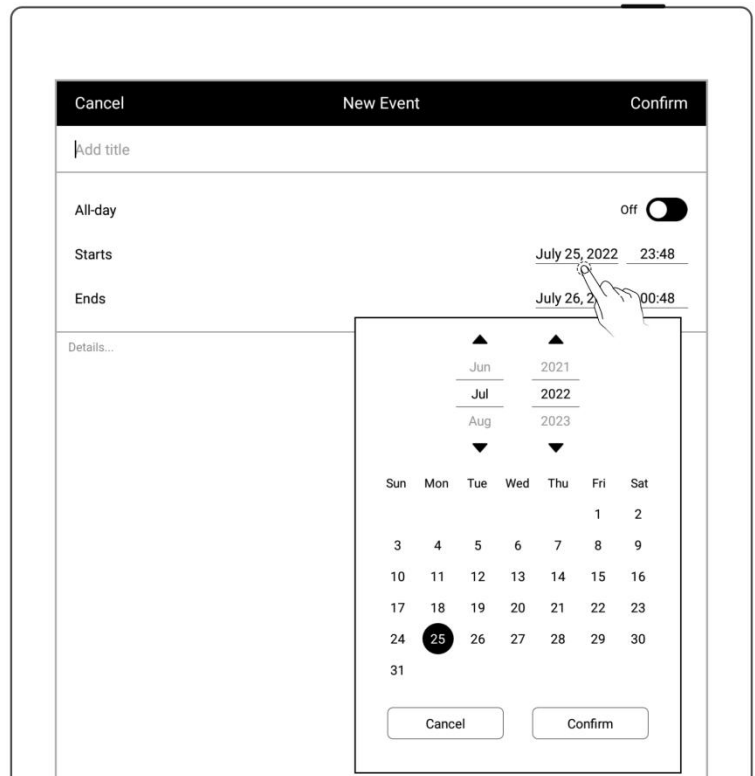 Cancel New Event Confirm
Add title
All-day Off
Starts July 25, 2022 23:48
Ends July 26, 2 00:48
Details...
Jun 2021
Jul 2022
Aug 2023
Sun Mon Tue Wed Thu Fri Sat
1 2
3 4 5 6 7 8 9
10 11 12 13 14 15 16
17 18 19 20 21 22 23
24 25 26 27 28 29 30
31
Cancel Confirm